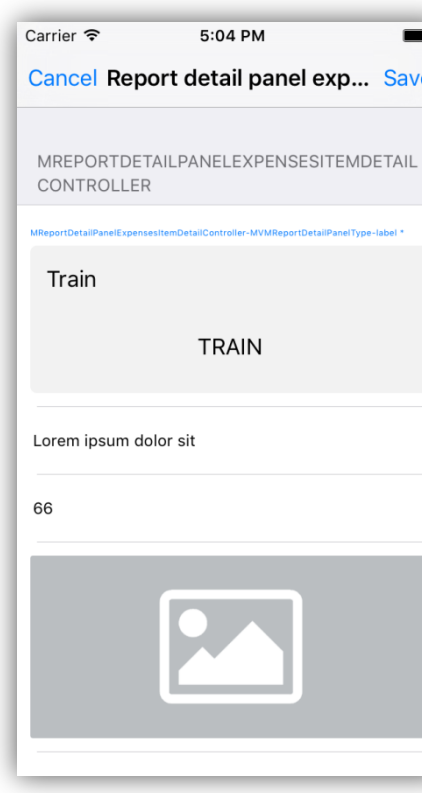 Carrier 5:04 PM
Cancel Report detail panel exp... Save
MREPORTDETAILPANELEXPENSESITEMDETAIL
CONTROLLER
MReportDetailPanelExpensesItemDetailController-MVMReportDetailPanelType-label *
Train
TRAIN
Lorem ipsum dolor sit
66